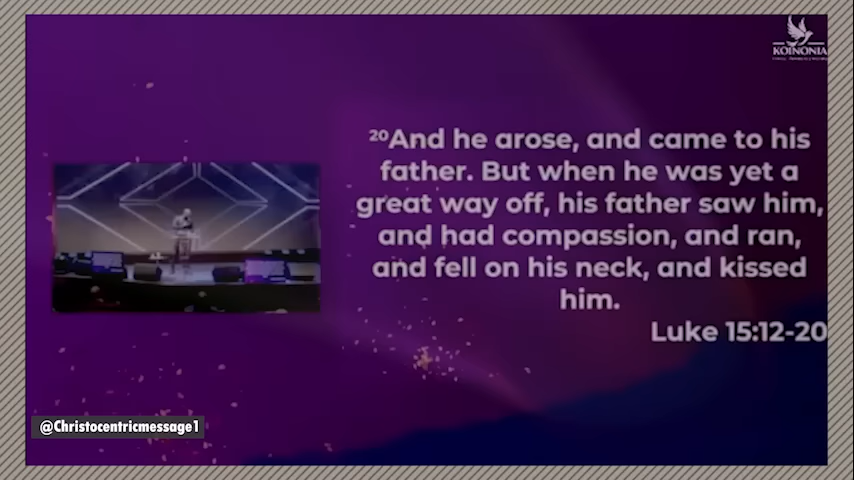 KOINONIA
²⁰And he arose, and came to his
father. But when he was yet a
great way off, his father saw him,
and had compassion, and ran,
and fell on his neck, and kissed
him.
Luke 15:12-20
@Christocentricmessage1